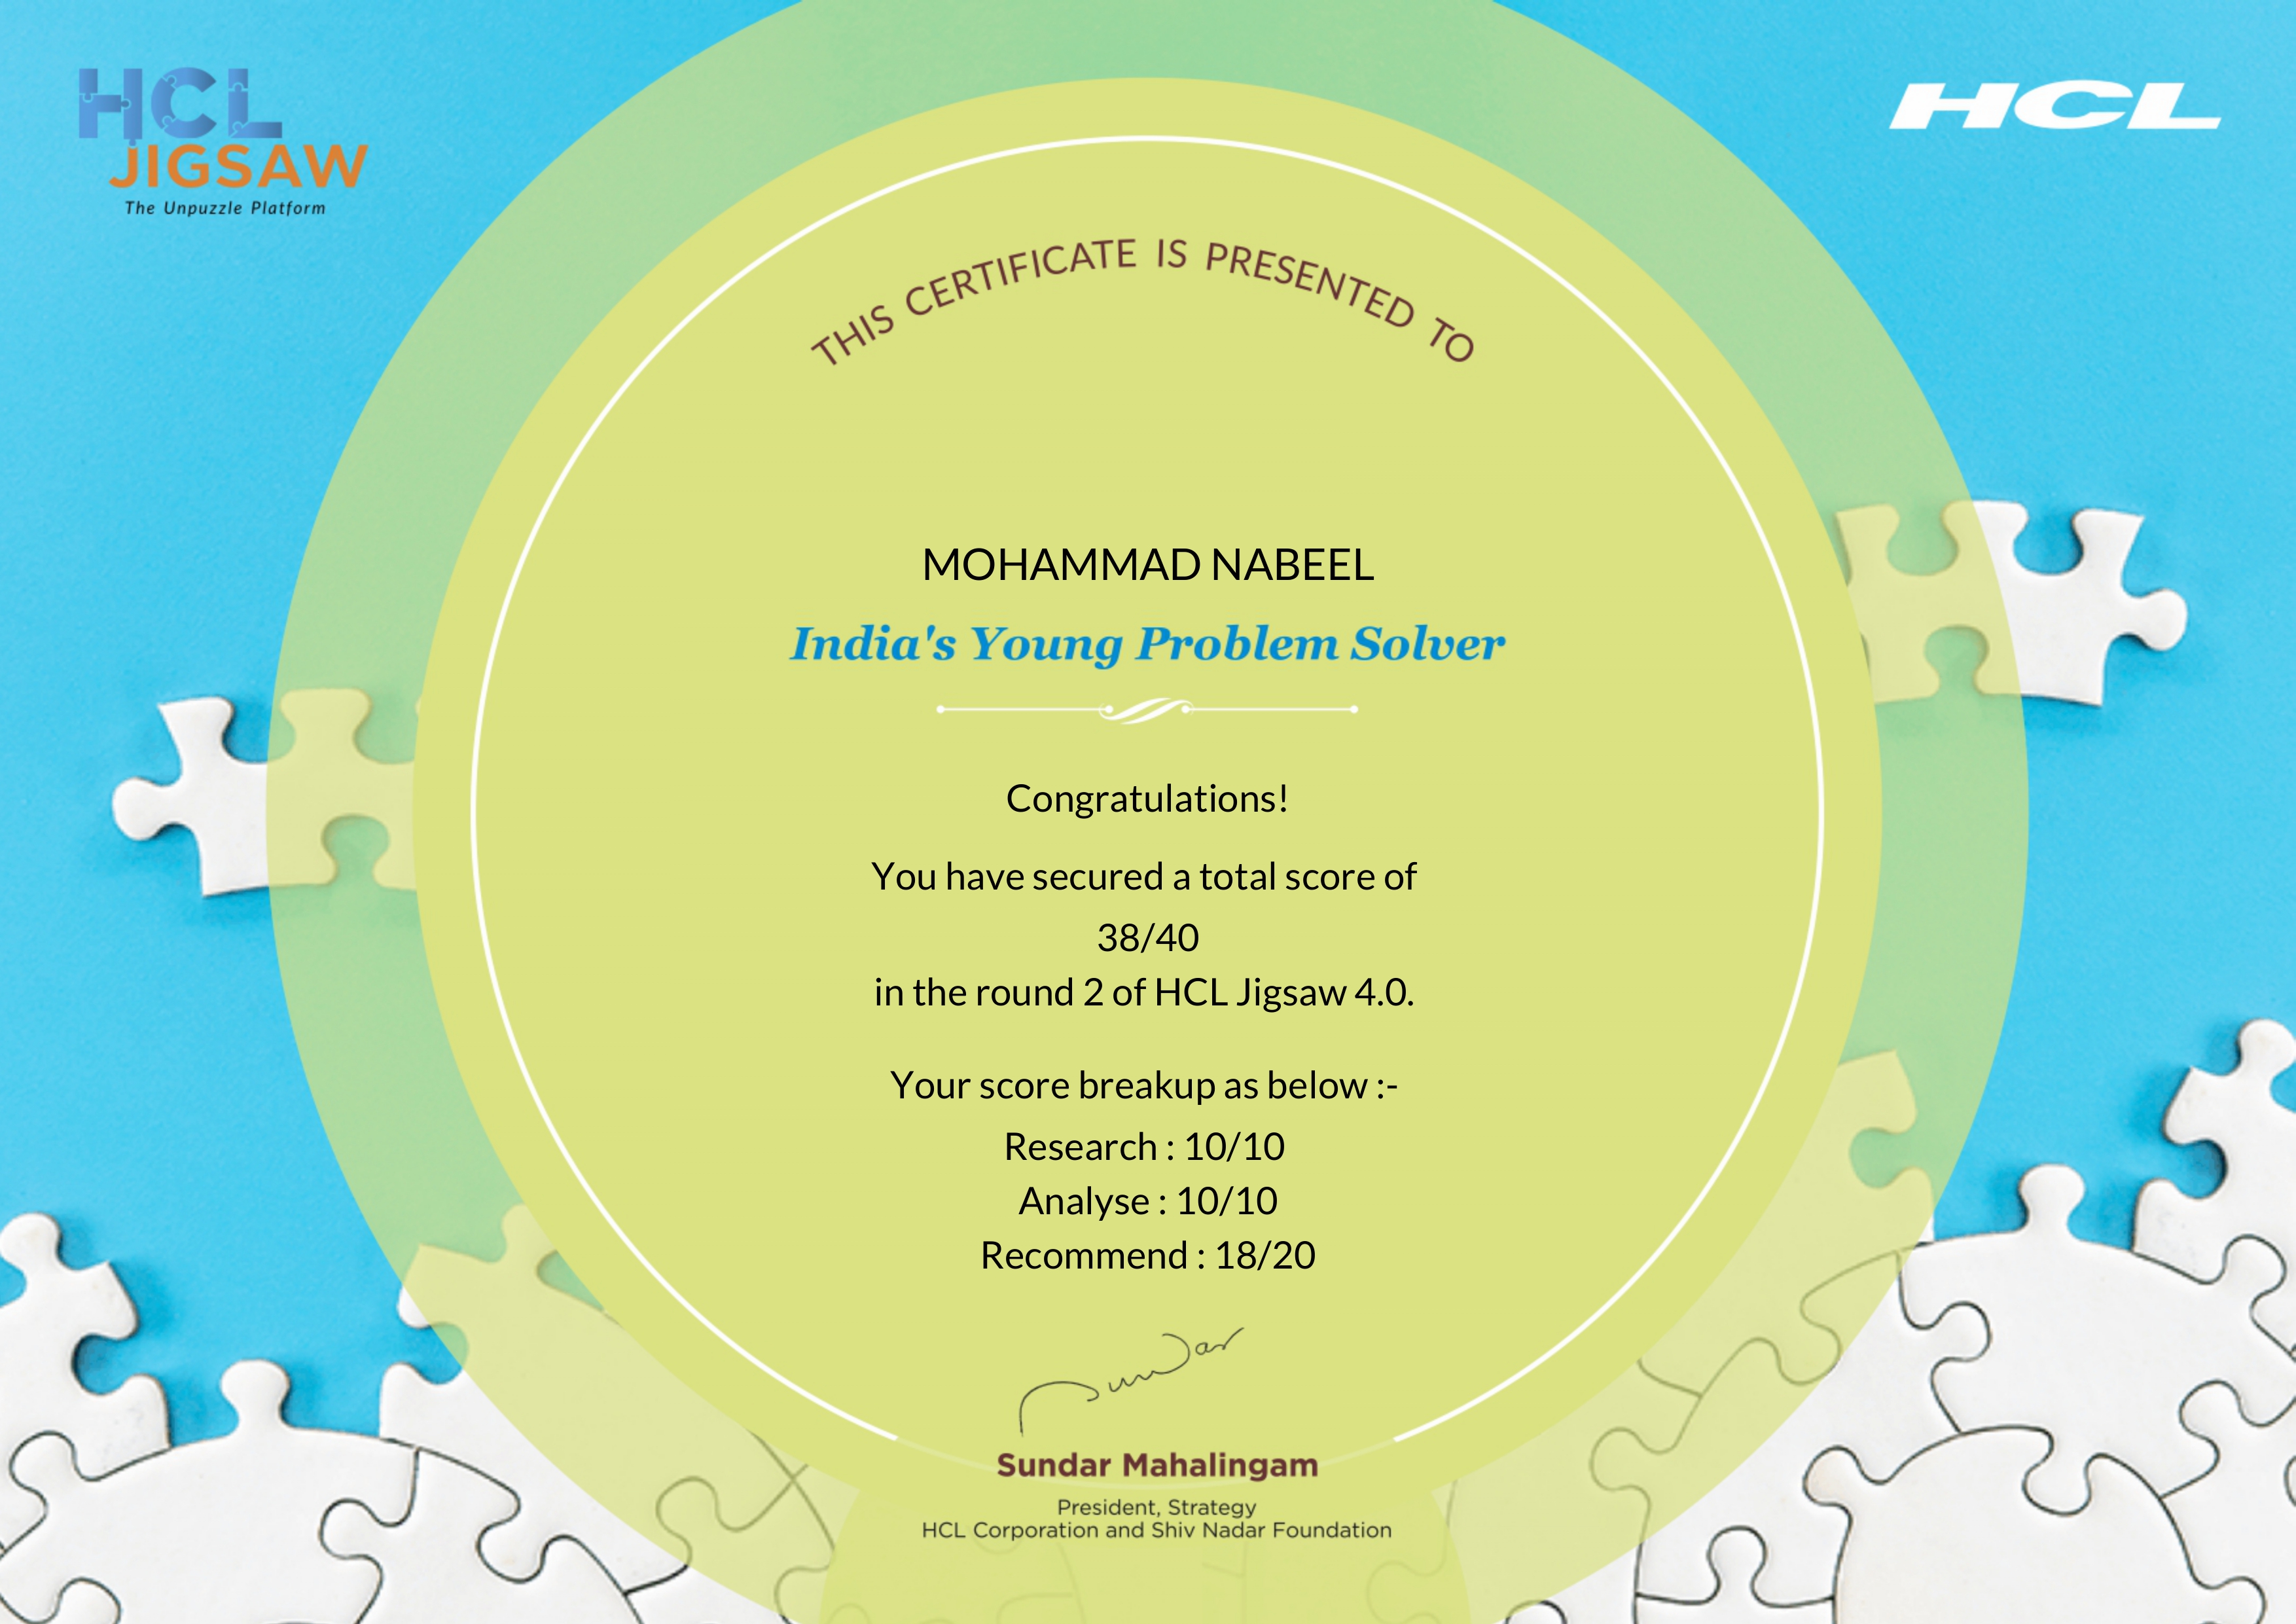 HCL
JIGSAW
The Unpuzzle Platform
HCL
THIS CERTIFICATE IS PRESENTED TO
MOHAMMAD NABEEL
India's Young Problem Solver
Congratulations!
You have secured a total score of
38/40
in the round 2 of HCL Jigsaw 4.0.
Your score breakup as below :-
Research : 10/10
Analyse : 10/10
Recommend : 18/20
Sundar
Sundar Mahalingam
President, Strategy
HCL Corporation and Shiv Nadar Foundation